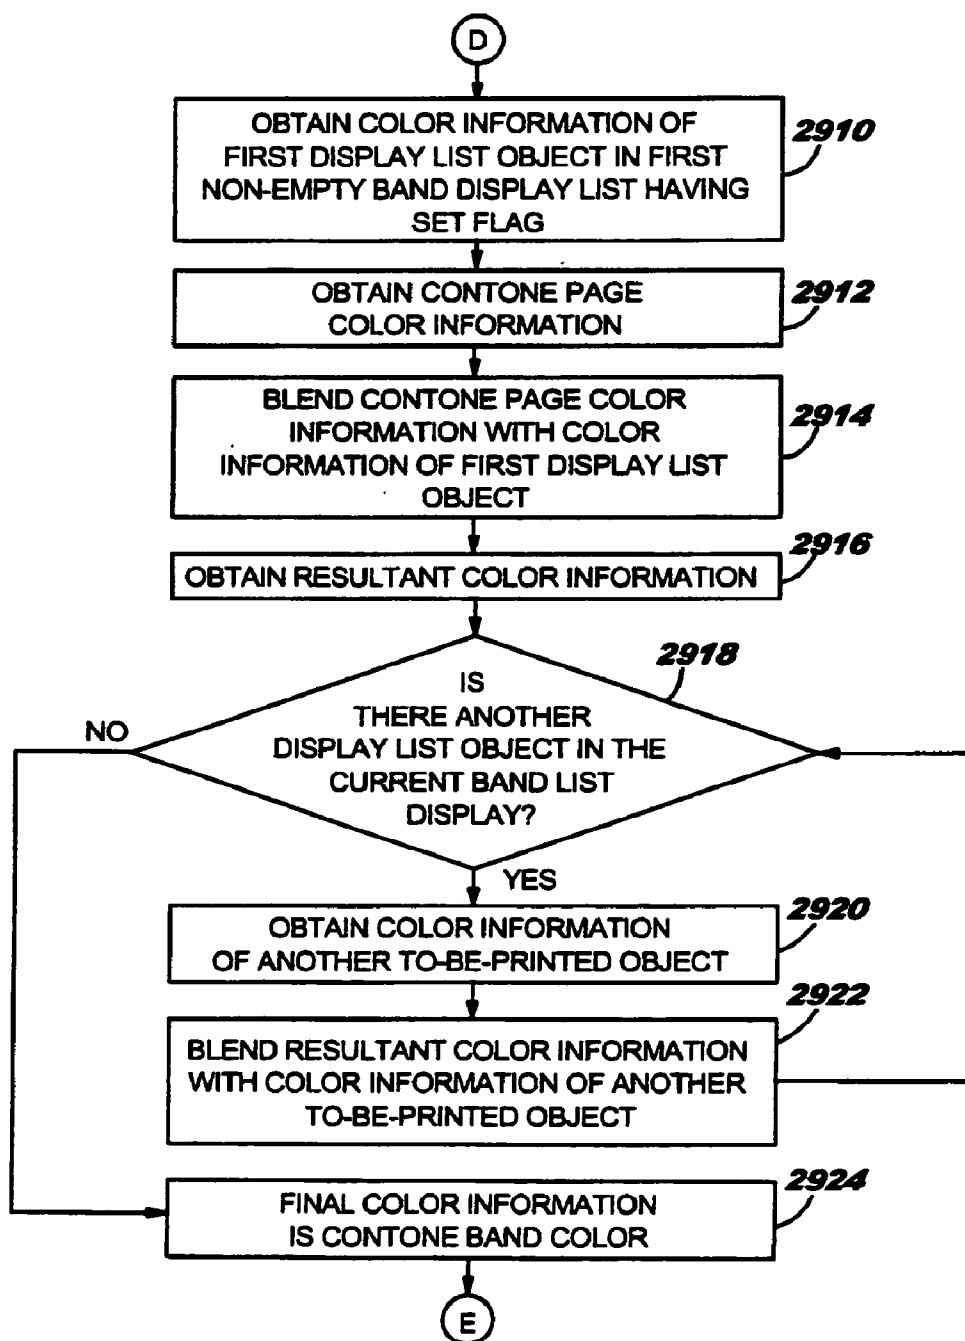 D
OBTAIN COLOR INFORMATION OF
FIRST DISPLAY LIST OBJECT IN FIRST
NON-EMPTY BAND DISPLAY LIST HAVING
SET FLAG
2910
OBTAIN CONTONE PAGE
COLOR INFORMATION
2912
BLEND CONTONE PAGE COLOR
INFORMATION WITH COLOR
INFORMATION OF FIRST DISPLAY LIST
OBJECT
2914
OBTAIN RESULTANT COLOR INFORMATION
2916
IS
THERE ANOTHER
DISPLAY LIST OBJECT IN THE
CURRENT BAND LIST
DISPLAY?
2918
NO
YES
OBTAIN COLOR INFORMATION
OF ANOTHER TO-BE-PRINTED OBJECT
2920
BLEND RESULTANT COLOR INFORMATION
WITH COLOR INFORMATION OF ANOTHER
TO-BE-PRINTED OBJECT
2922
FINAL COLOR INFORMATION
IS CONTONE BAND COLOR
2924
E